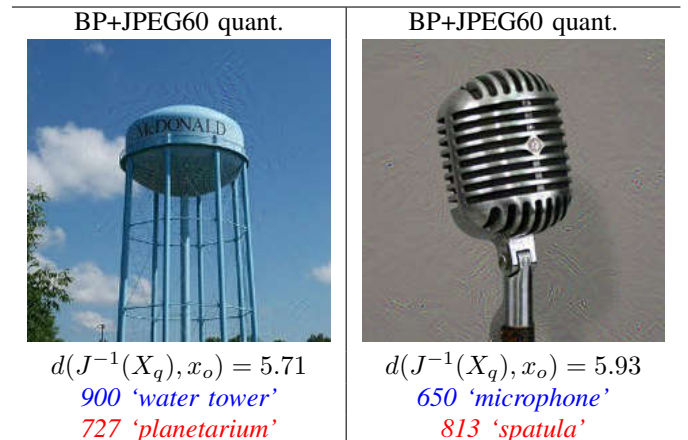 BP+JPEG60 quant.
BP+JPEG60 quant.
McDONALD
d(J⁻¹(X_q), x_o) = 5.71
d(J⁻¹(X_q), x_o) = 5.93
900 ‘water tower’
650 ‘microphone’
727 ‘planetarium’
813 ‘spatula’